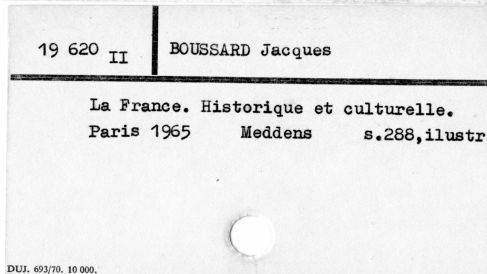 19 620 II BOUSSARD Jacques
La France. Historique et culturelle.
Paris 1965 Meddens s.288,ilustr
DUJ. 693/70. 10 000.